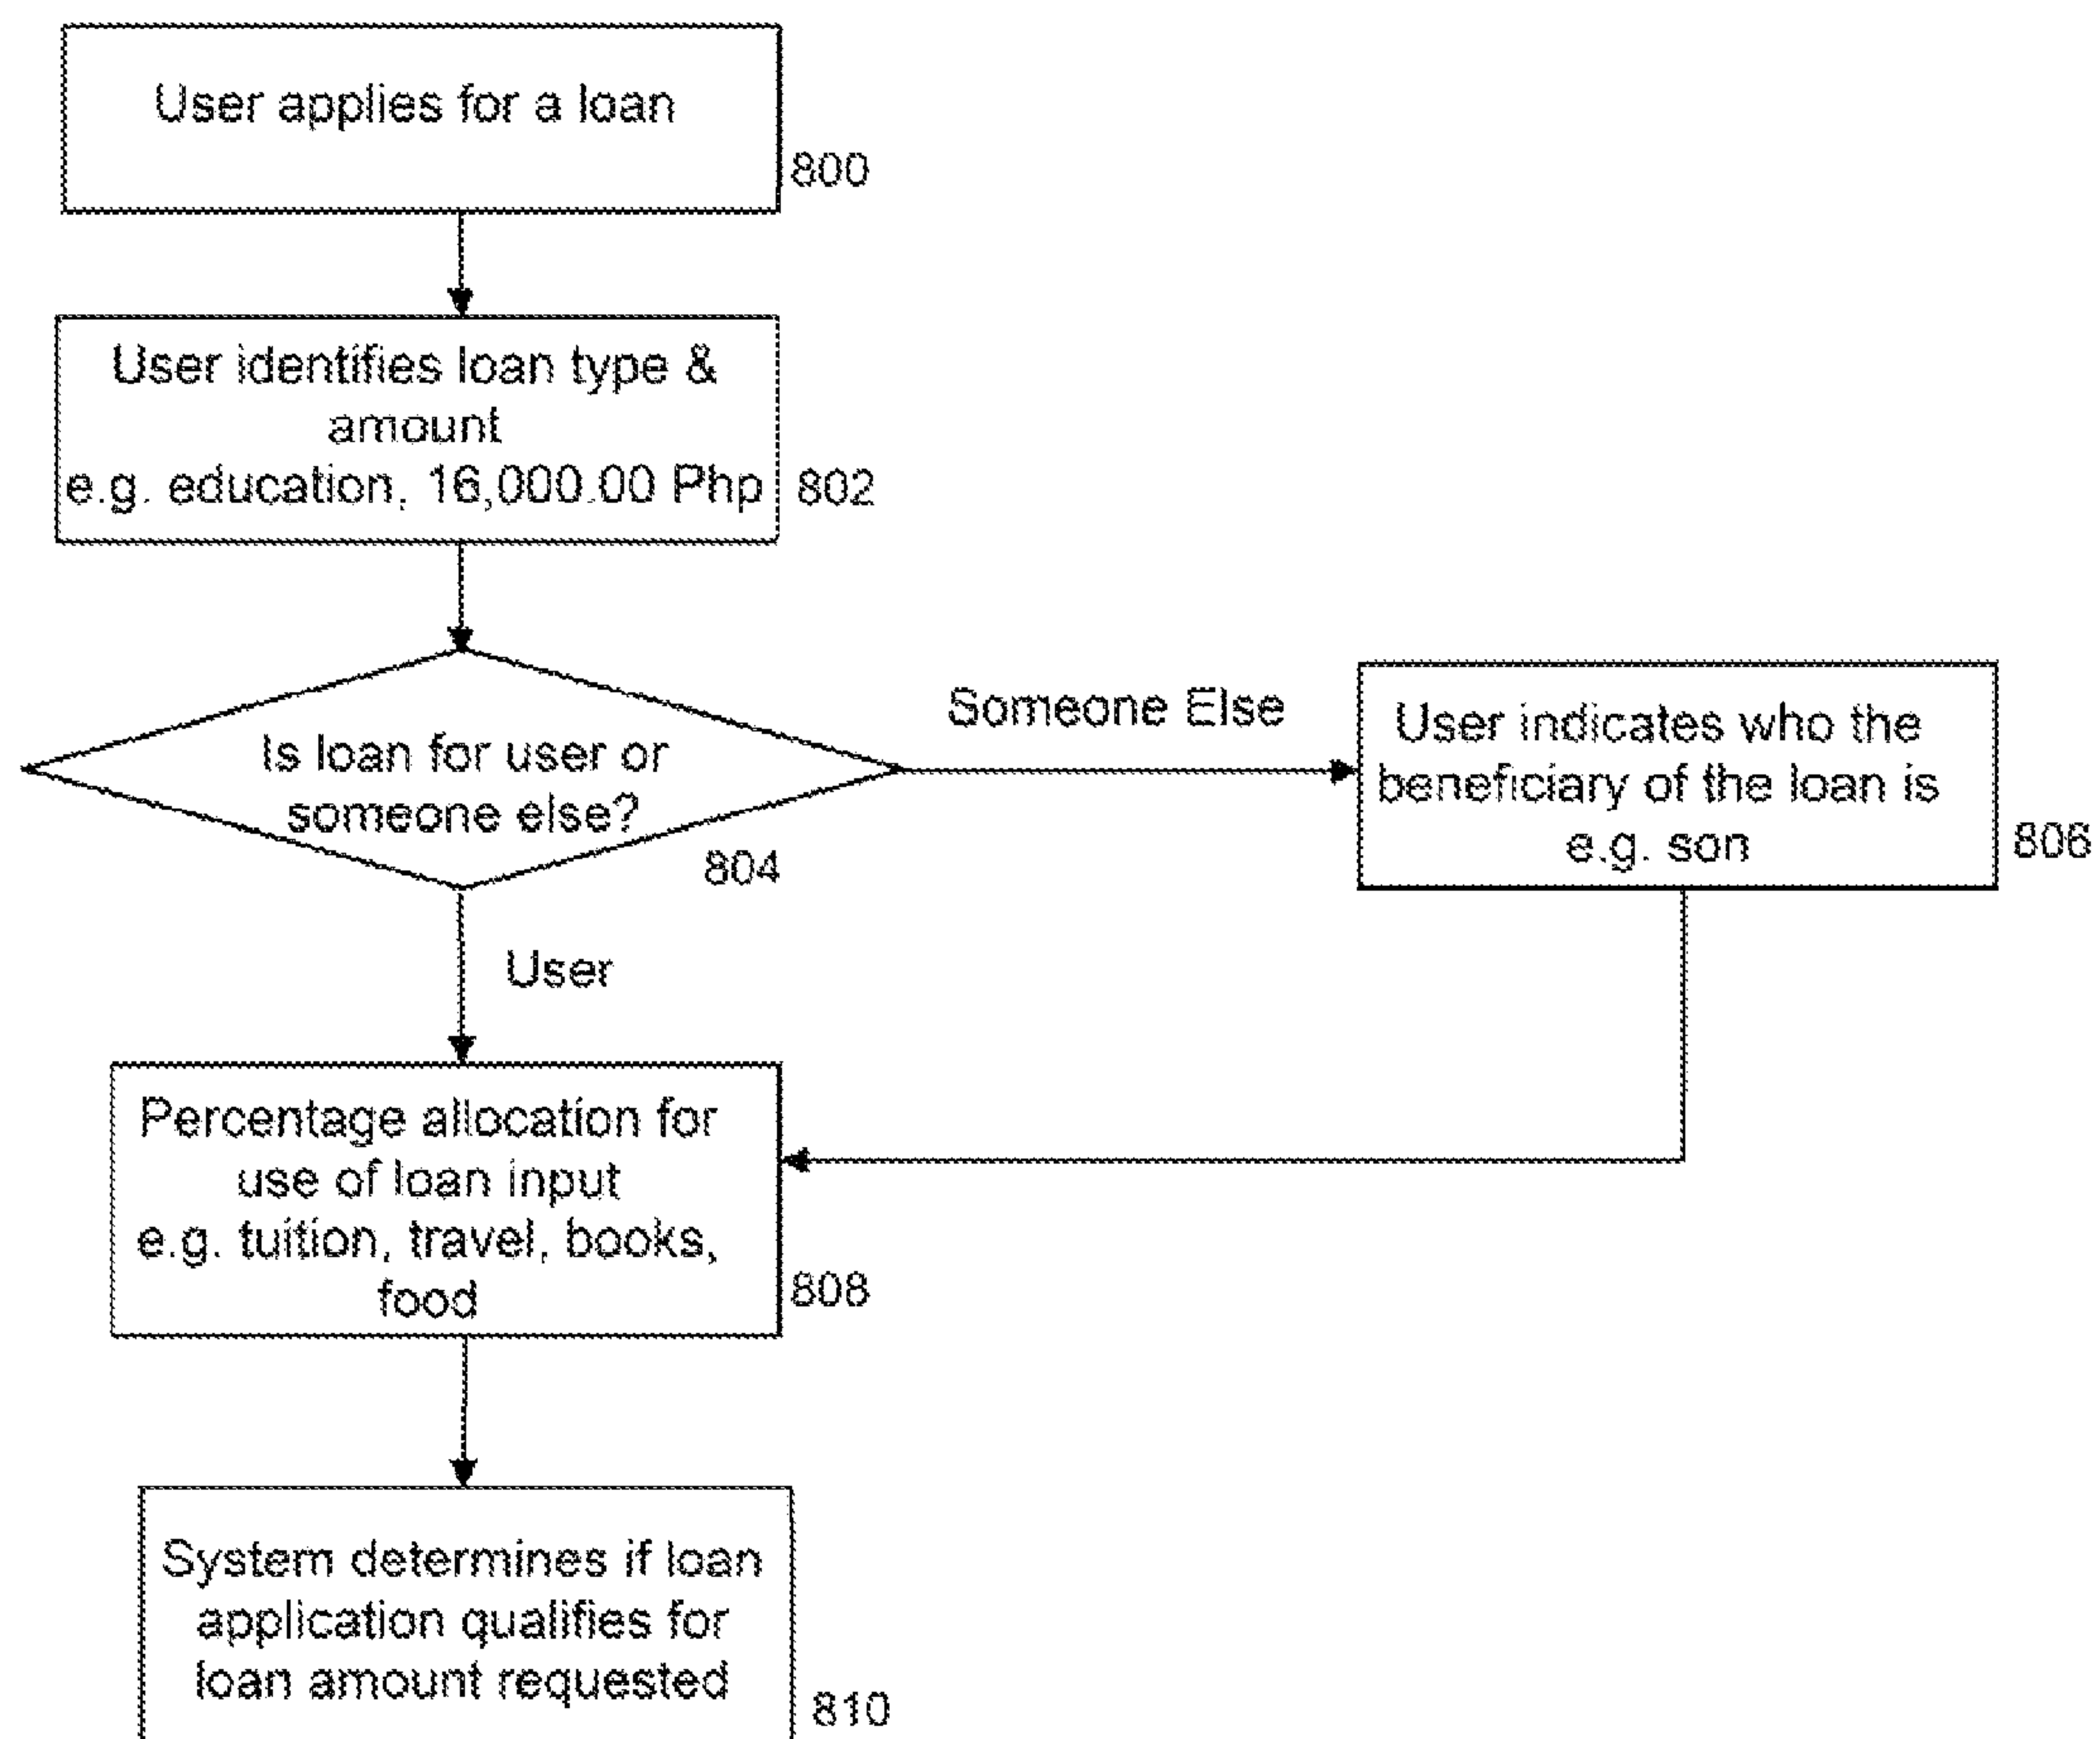 User applies for a loan
800
User identifies loan type &
amount
e.g. education, 16,000.00 Php
802
Is loan for user or
someone else?
804
Someone Else
User indicates who the
beneficiary of the loan is
e.g. son
806
User
Percentage allocation for
use of loan input
e.g. tuition, travel, books,
food
808
System determines if loan
application qualifies for
loan amount requested
810